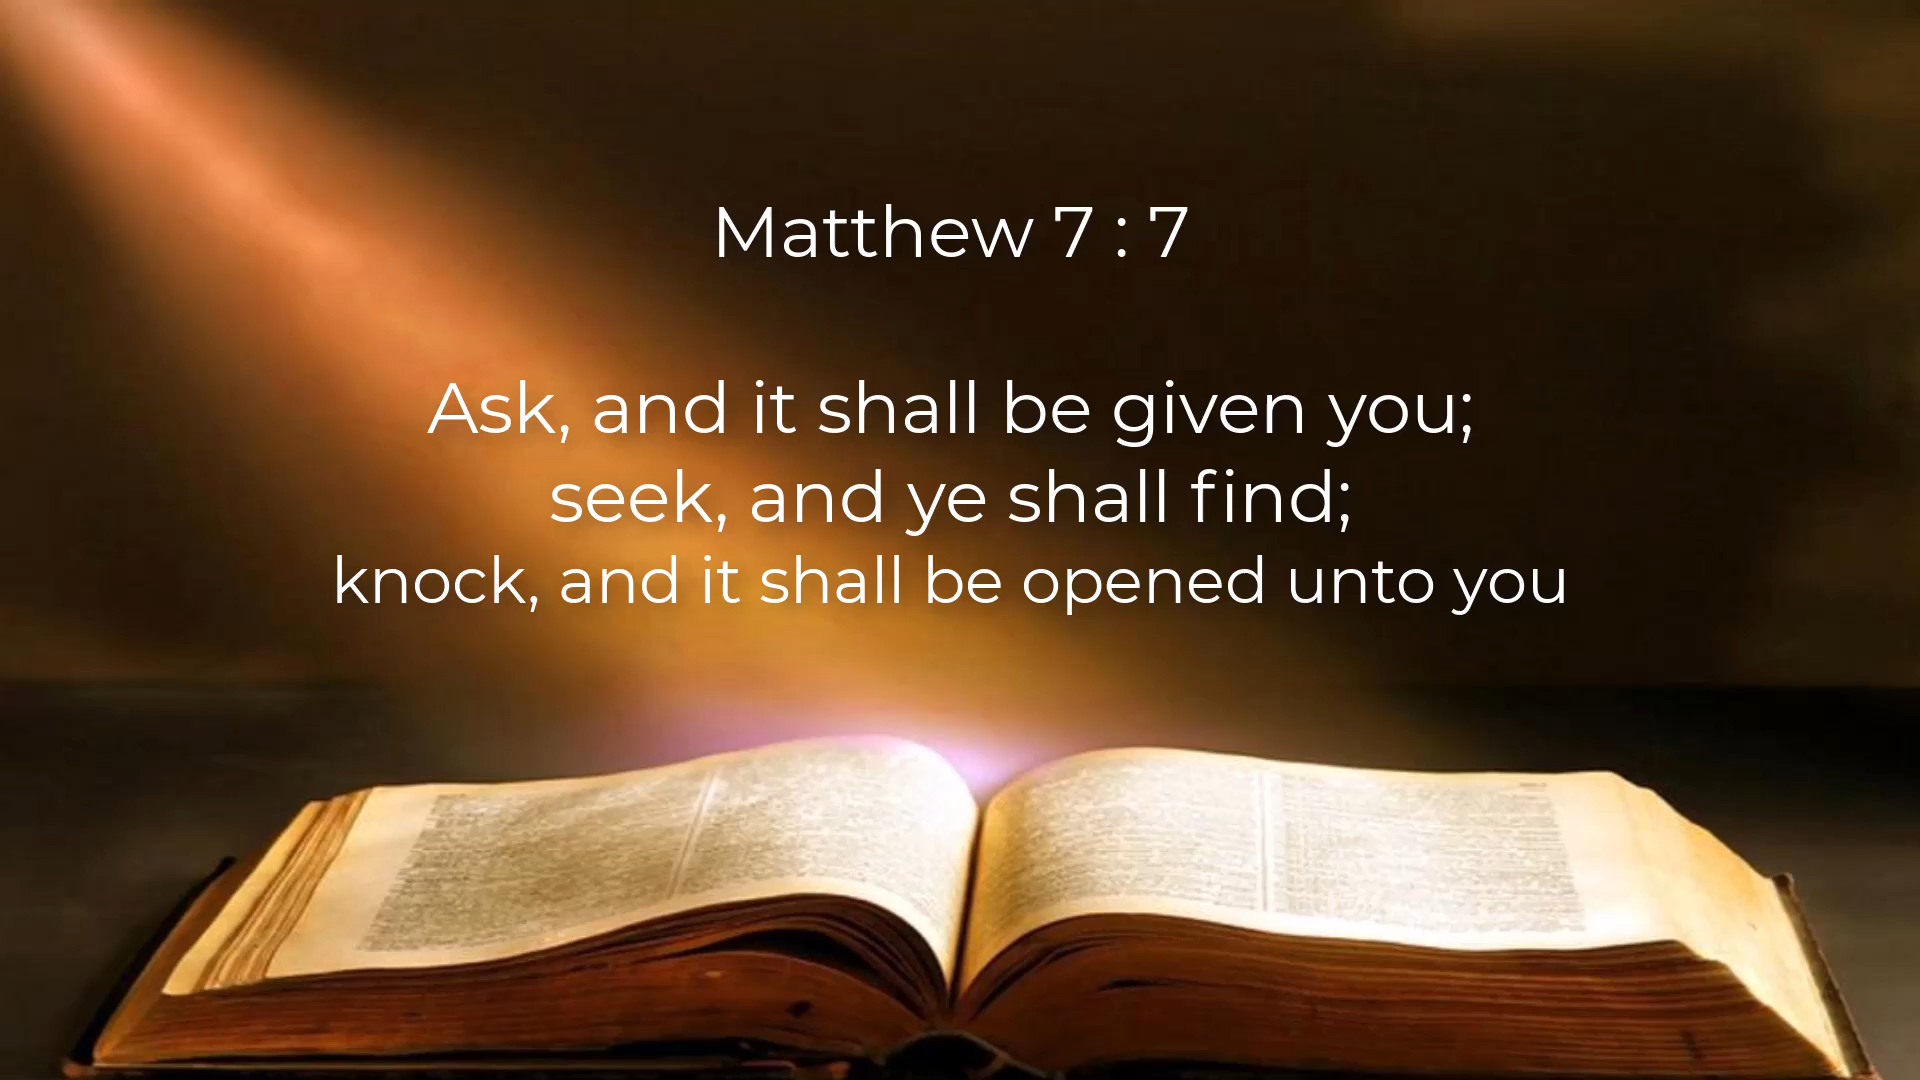 Matthew 7 : 7
Ask, and it shall be given you;
seek, and ye shall find;
knock, and it shall be opened unto you